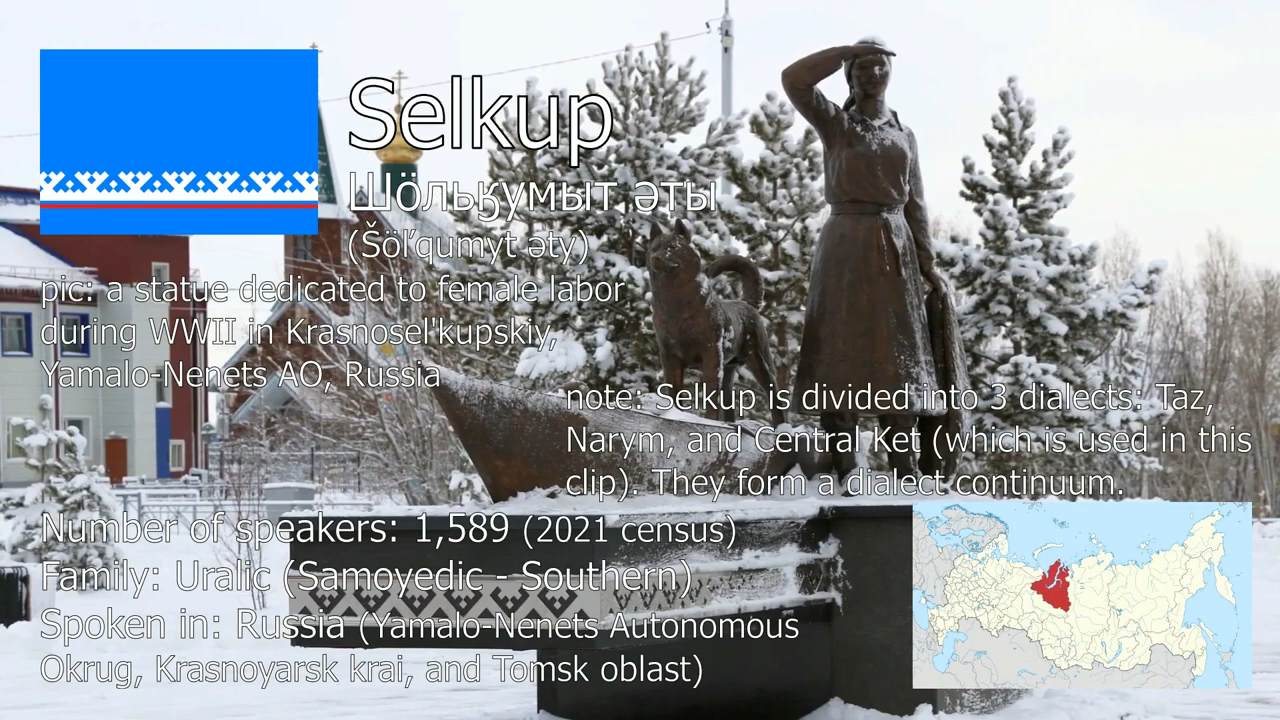 Selkup
Шӧльӄумыт әты
(Šöľqumyt əty)
pic: a statue dedicated to female labor
during WWII in Krasnosel'kupskiy,
Yamalo-Nenets AO, Russia
note: Selkup is divided into 3 dialects: Taz,
Narym, and Central Ket (which is used in this
clip). They form a dialect continuum.
Number of speakers: 1,589 (2021 census)
Family: Uralic (Samoyedic - Southern)
Spoken in: Russia (Yamalo-Nenets Autonomous
Okrug, Krasnoyarsk krai, and Tomsk oblast)